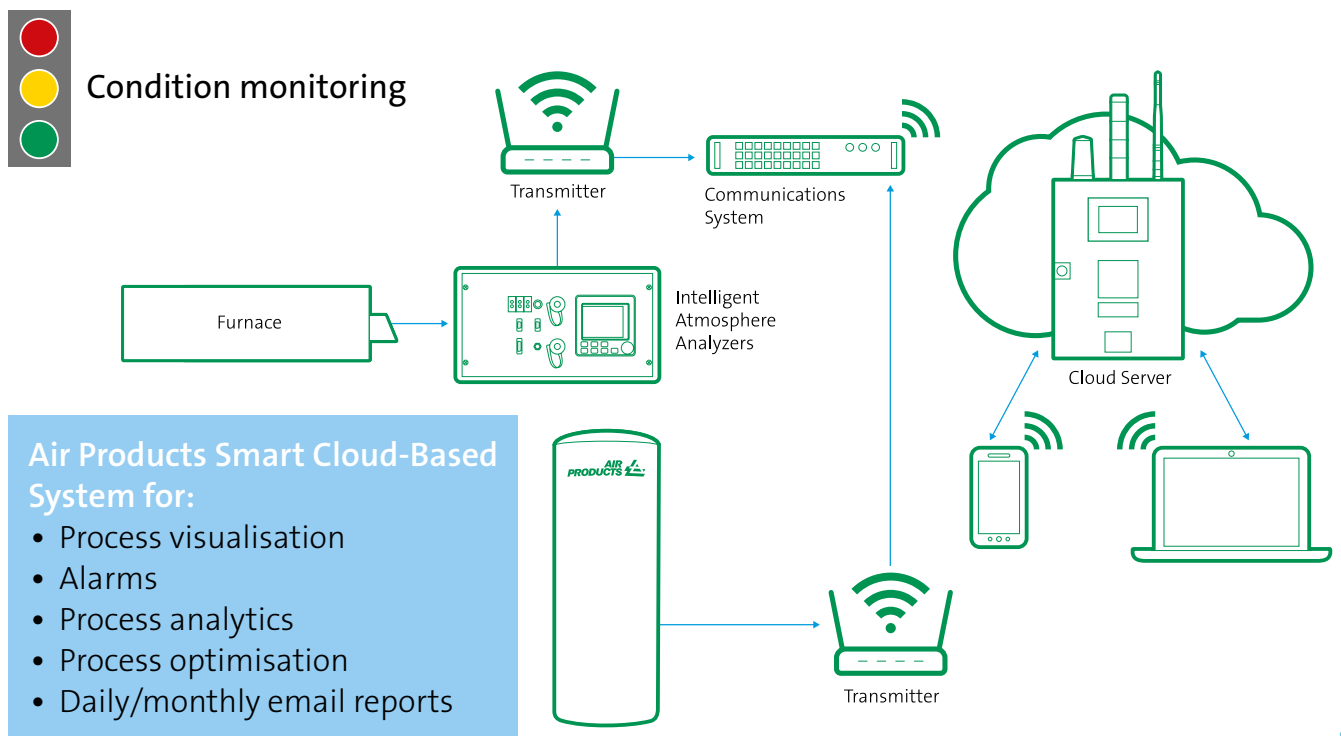 Condition monitoring
Transmitter
Communications
System
Furnace
Intelligent
Atmosphere
Analyzers
Cloud Server
Air Products Smart Cloud-Based
System for:
• Process visualisation
• Alarms
• Process analytics
• Process optimisation
• Daily/monthly email reports
AIR
PRODUCTS
Transmitter